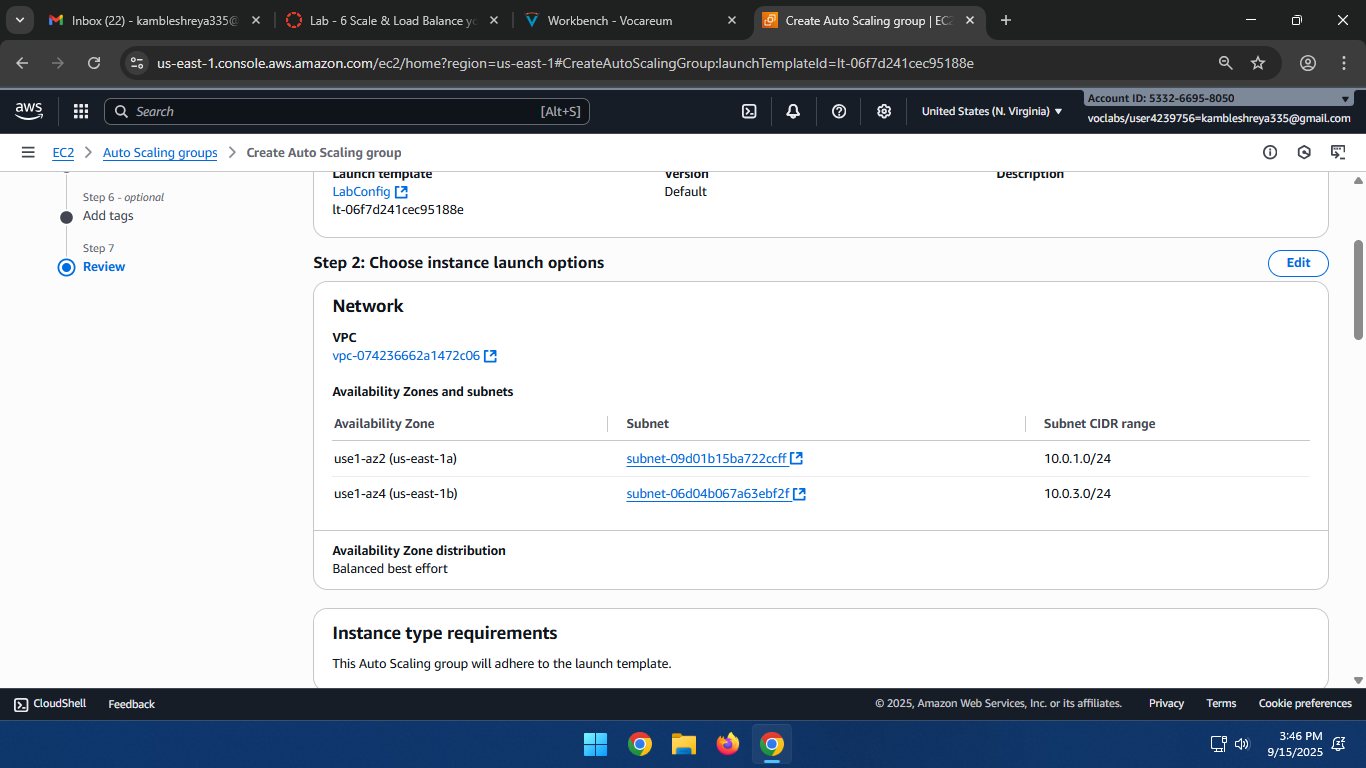 Inbox (22) - kambleshreya335@
Lab - 6 Scale & Load Balance yo
Workbench - Vocareum
Create Auto Scaling group | EC2
us-east-1.console.aws.amazon.com/ec2/home?region=us-east-1#CreateAutoScalingGroup:launchTemplateId=lt-06f7d241cec95188e
aws
Search [Alt+S]
United States (N. Virginia)
Account ID: 5332-6695-8050
voclabs/user4239756=kambleshreya335@gmail.com
EC2 > Auto Scaling groups > Create Auto Scaling group
Step 6 - optional
Add tags
Step 7
Review
Launch template Version Description
LabConfig Default
lt-06f7d241cec95188e
Step 2: Choose instance launch options
Edit
Network
VPC
vpc-074236662a1472c06
Availability Zones and subnets
Availability Zone Subnet Subnet CIDR range
use1-az2 (us-east-1a) subnet-09d01b15ba722ccff 10.0.1.0/24
use1-az4 (us-east-1b) subnet-06d04b067a63ebf2f 10.0.3.0/24
Availability Zone distribution
Balanced best effort
Instance type requirements
This Auto Scaling group will adhere to the launch template.
CloudShell Feedback © 2025, Amazon Web Services, Inc. or its affiliates. Privacy Terms Cookie preferences
3:46 PM
9/15/2025